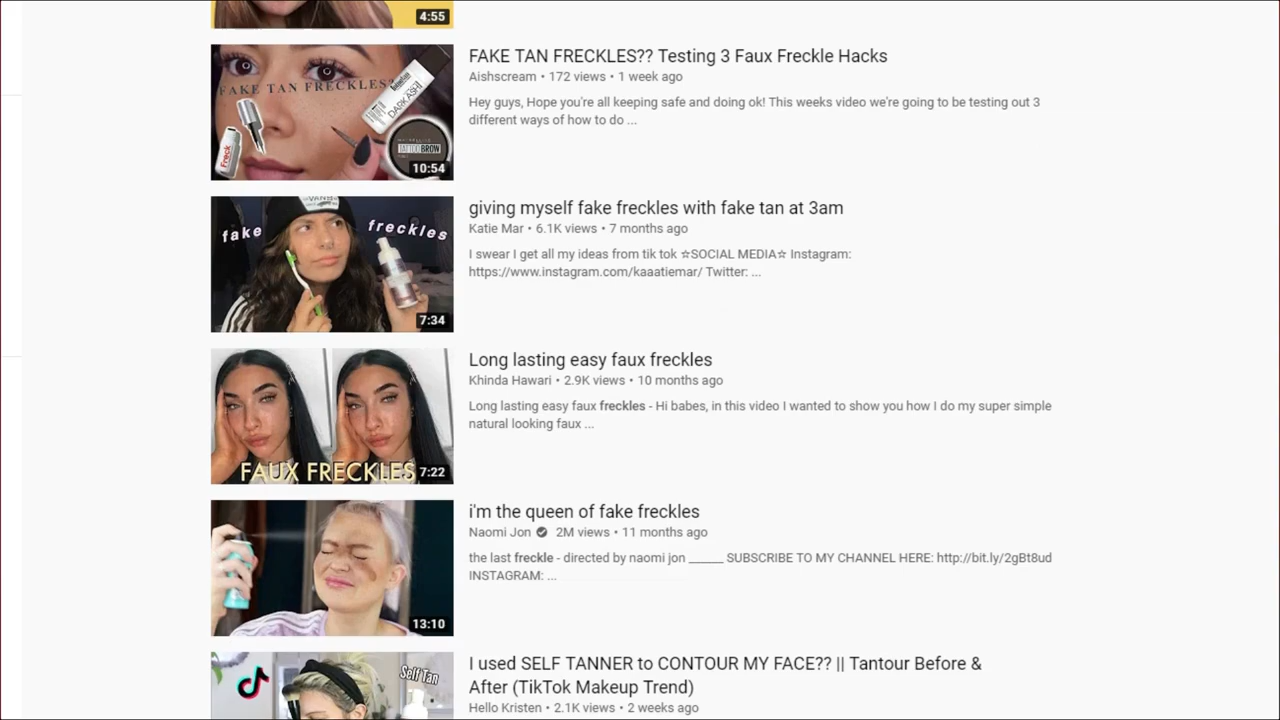 4:55
FAKE TAN FRECKLES?? Testing 3 Faux Freckle Hacks
Aishscream • 172 views • 1 week ago
Hey guys, Hope you're all keeping safe and doing ok! This weeks video we're going to be testing out 3
different ways of how to do ...
FAKE TAN FRECKLES?
DARK ASH
Freck
TATTOO BROW
10:54
giving myself fake freckles with fake tan at 3am
Katie Mar • 6.1K views • 7 months ago
I swear I get all my ideas from tik tok ☆SOCIAL MEDIA☆ Instagram:
https://www.instagram.com/kaaatiemar/ Twitter: ...
VANS
fake
freckles
7:34
Long lasting easy faux freckles
Khinda Hawari • 2.9K views • 10 months ago
Long lasting easy faux freckles - Hi babes, in this video I wanted to show you how I do my super simple
natural looking faux ...
FAUX FRECKLES
7:22
i'm the queen of fake freckles
Naomi Jon 2M views • 11 months ago
the last freckle - directed by naomi jon ______ SUBSCRIBE TO MY CHANNEL HERE: http://bit.ly/2gBt8ud
INSTAGRAM: ...
13:10
I used SELF TANNER to CONTOUR MY FACE?? || Tantour Before &
After (TikTok Makeup Trend)
Hello Kristen • 2.1K views • 2 weeks ago
Self Tan